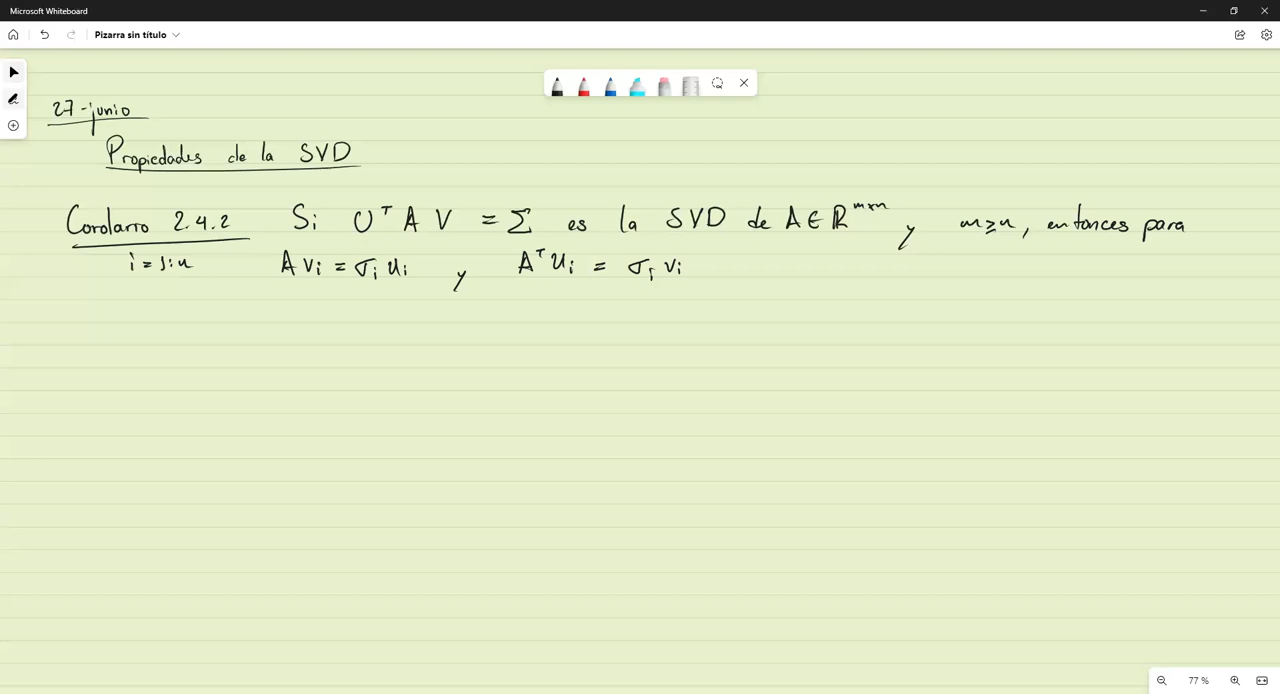 Microsoft Whiteboard
Pizarra sin título
27-junio
Propiedades de la SVD
Corolario 2.4.2 Si U^T A V = Σ es la SVD de A ∈ ℝ^{m×n} y m ≥ n, entonces para
i = 1:n A v_i = σ_i u_i y A^T u_i = σ_i v_i
77 %